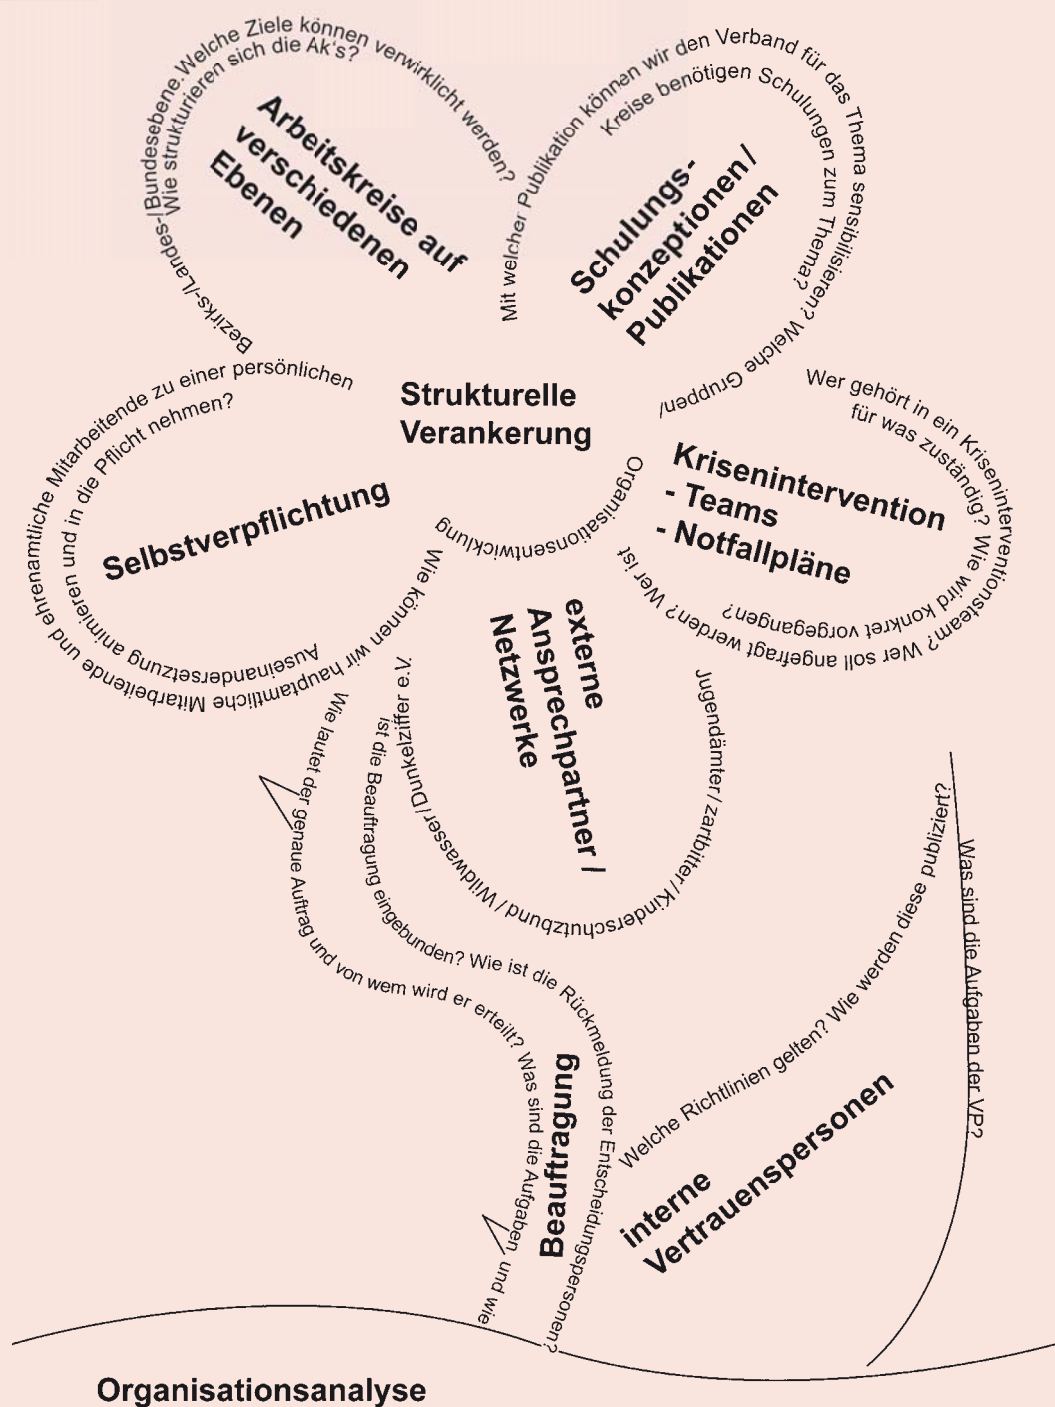 Bezirks-/Landes-/Bundesebene. Welche Ziele können verwirklicht werden?
Wie strukturieren sich die Ak's?
Arbeitskreise auf
verschiedenen
Ebenen
Mit welcher Publikation können wir den Verband für das Thema sensibilisieren? Welche Gruppen/
Kreise benötigen Schulungen zum Thema?
Schulungs-
konzeptionen /
Publikationen
Strukturelle
Verankerung
Organisationsentwicklung
Wer gehört in ein Kriseninterventionsteam? Wer soll angefragt werden? Wer ist
für was zuständig? Wie wird konkret vorgegangen?
Krisenintervention
- Teams
- Notfallpläne
Wie können wir hauptamtliche Mitarbeitende und ehrenamtliche Mitarbeitende zu einer persönlichen
Auseinandersetzung animieren und in die Pflicht nehmen?
Selbstverpflichtung
Jugendämter/ zartbitter/ Kinderschutzbund/ Wildwasser/ Dunkelziffer e.V.
externe
Ansprechpartner /
Netzwerke
Wie lautet der genaue Auftrag und von wem wird er erteilt? Was sind die Aufgaben und wie
ist die Beauftragung eingebunden? Wie ist die Rückmeldung der Entscheidungspersonen?
Beauftragung
Welche Richtlinien gelten? Wie werden diese publiziert?
Was sind die Aufgaben der VP?
interne
Vertrauenspersonen
Organisationsanalyse